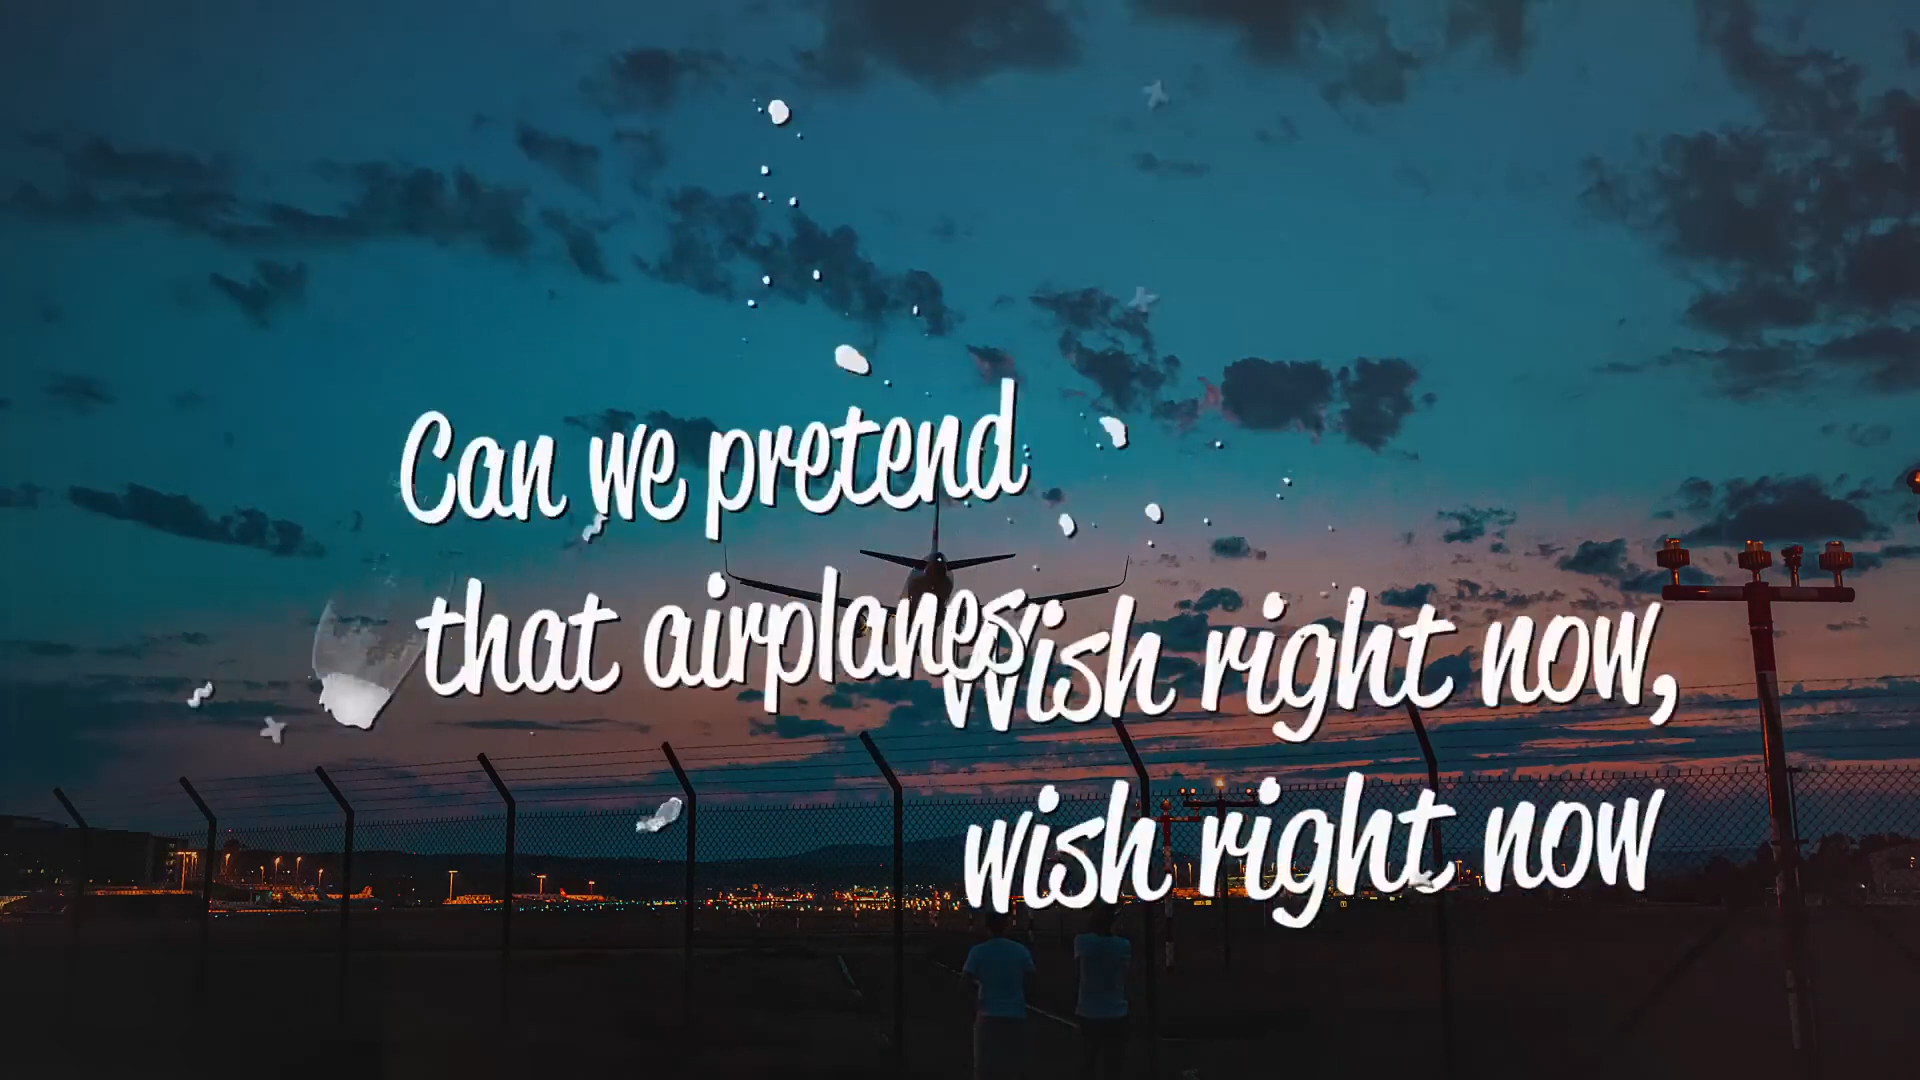 Can we pretend
that airplanes
Wish right now,
wish right now